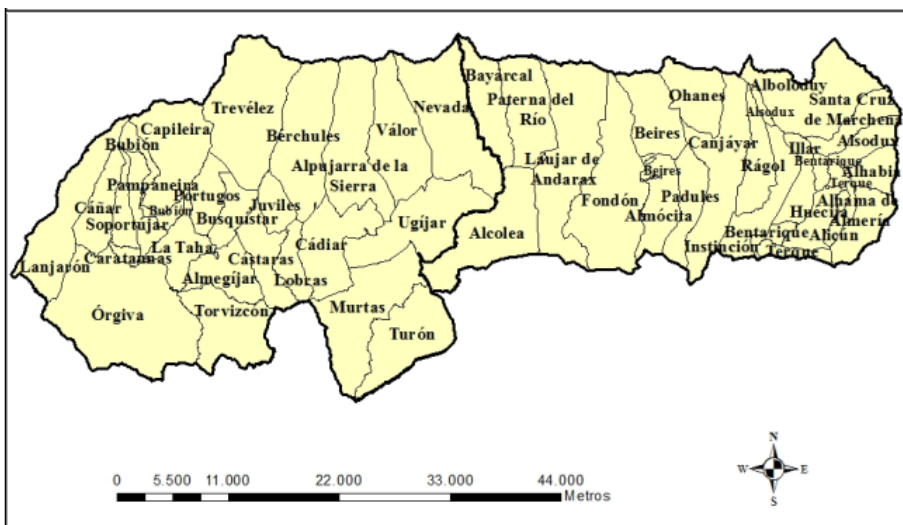 Bayárcal
Alboloduy
Trevélez
Nevada
Paterna del
Río
Ohanes
Alsodux
Santa Cruz
de Marchena
Capileira
Bubión
Bérchules
Válor
Beires
Canjáyar
Illar
Alsodux
Alpujarra de la
Sierra
Laujar de
Andarax
Beires
Rágol
Bentarique
Alhabia
Terque
Pampaneira
Pórtugos
Juviles
Fondón
Padules
Alhama de
Almería
Cáñar
Bubión
Busquístar
Almócita
Huecija
Soportújar
Ugíjar
Alcolea
Bentarique
Alicún
La Taha
Cádiar
Instinción
Terque
Lanjarón
Carataunas
Cástaras
Almegíjar
Lobras
Órgiva
Torvizcón
Murtas
Turón
N
W
E
S
0
5.500
11.000
22.000
33.000
44.000
Metros